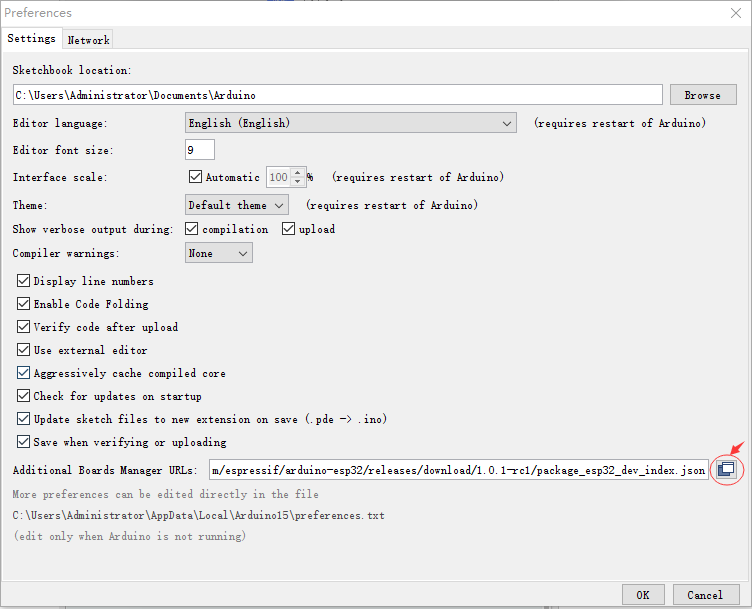 Preferences
Settings Network
Sketchbook location:
C:\Users\Administrator\Documents\Arduino Browse
Editor language: English (English) (requires restart of Arduino)
Editor font size: 9
Interface scale: Automatic 100 % (requires restart of Arduino)
Theme: Default theme (requires restart of Arduino)
Show verbose output during: compilation upload
Compiler warnings: None
Display line numbers
Enable Code Folding
Verify code after upload
Use external editor
Aggressively cache compiled core
Check for updates on startup
Update sketch files to new extension on save (.pde -> .ino)
Save when verifying or uploading
Additional Boards Manager URLs: m/espressif/arduino-esp32/releases/download/1.0.1-rc1/package_esp32_dev_index.json
More preferences can be edited directly in the file
C:\Users\Administrator\AppData\Local\Arduino15\preferences.txt
(edit only when Arduino is not running)
OK Cancel